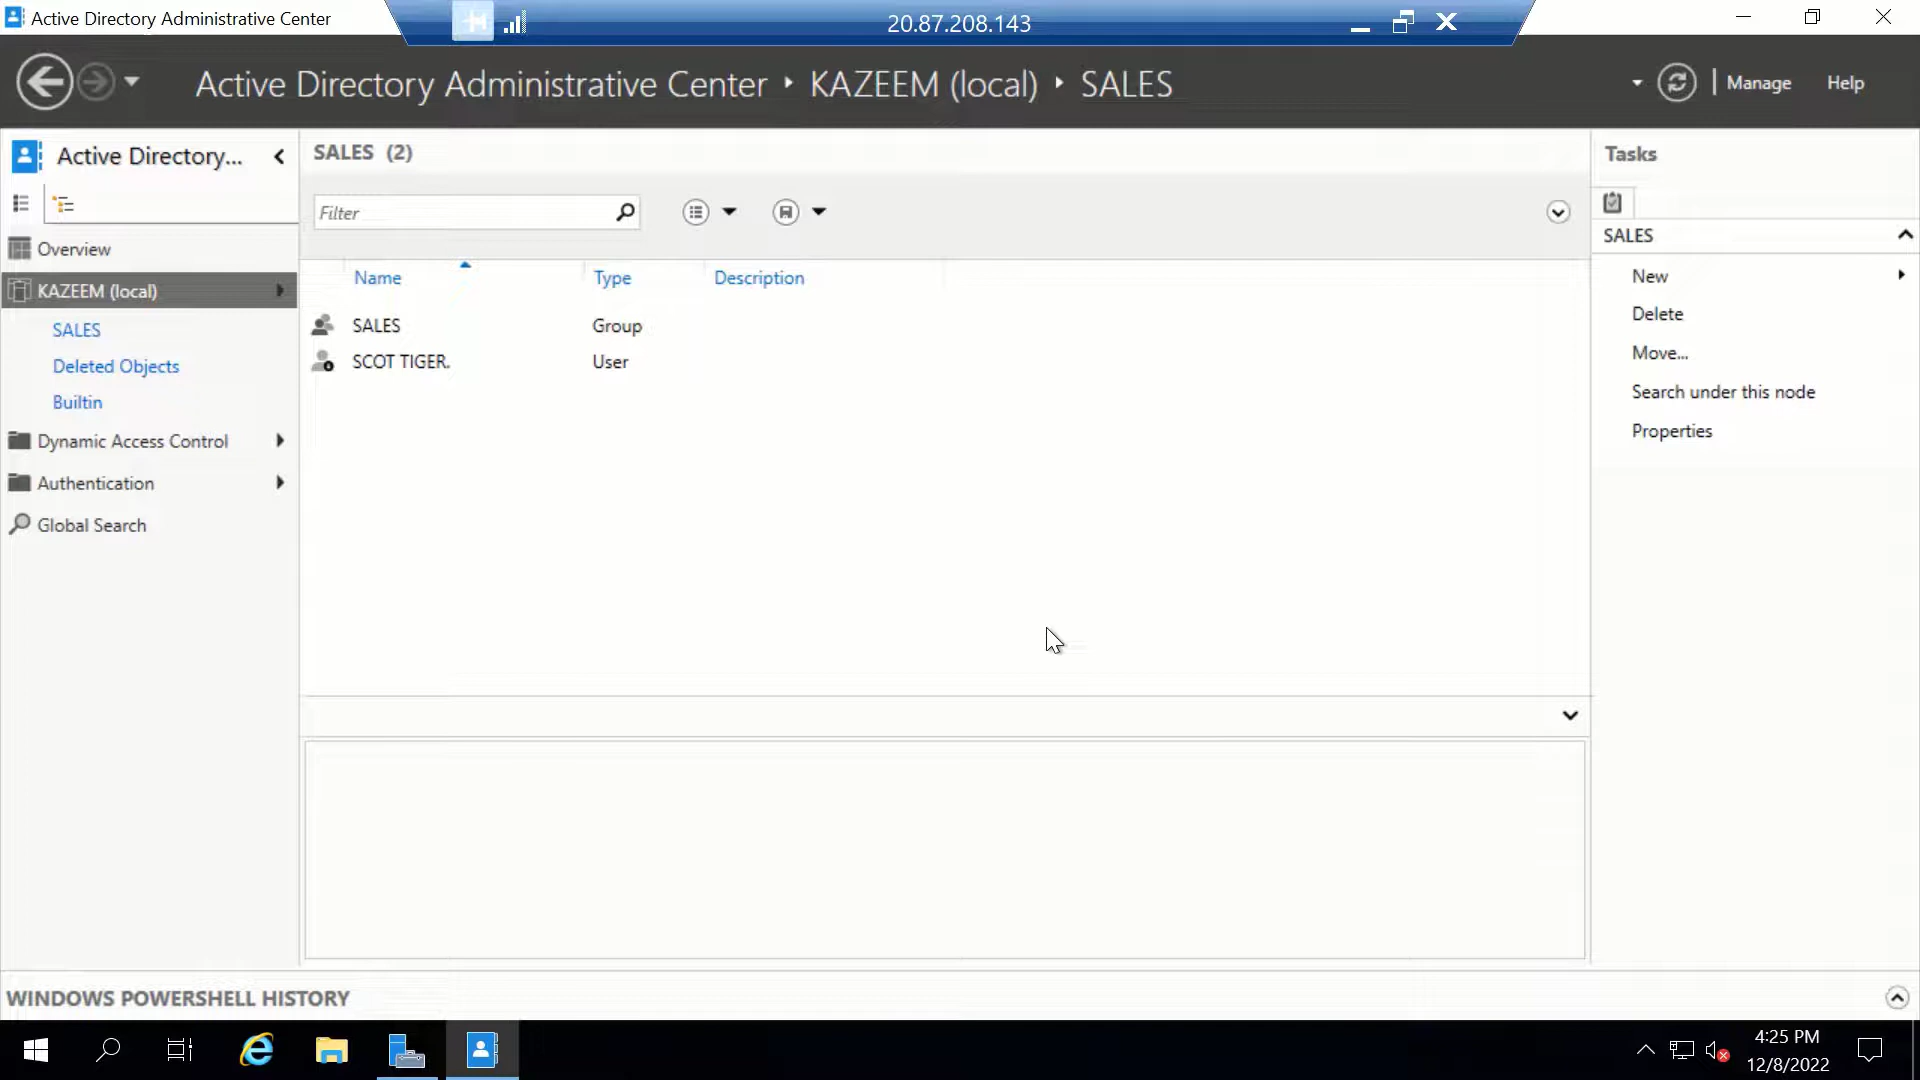 Active Directory Administrative Center
20.87.208.143
Active Directory Administrative Center ‣ KAZEEM (local) ‣ SALES
Manage
Help
Active Directory...
Overview
KAZEEM (local)
SALES
Deleted Objects
Builtin
Dynamic Access Control
Authentication
Global Search
SALES (2)
Filter
Name Type Description
SALES Group
SCOT TIGER. User
Tasks
SALES
New
Delete
Move...
Search under this node
Properties
WINDOWS POWERSHELL HISTORY
4:25 PM
12/8/2022